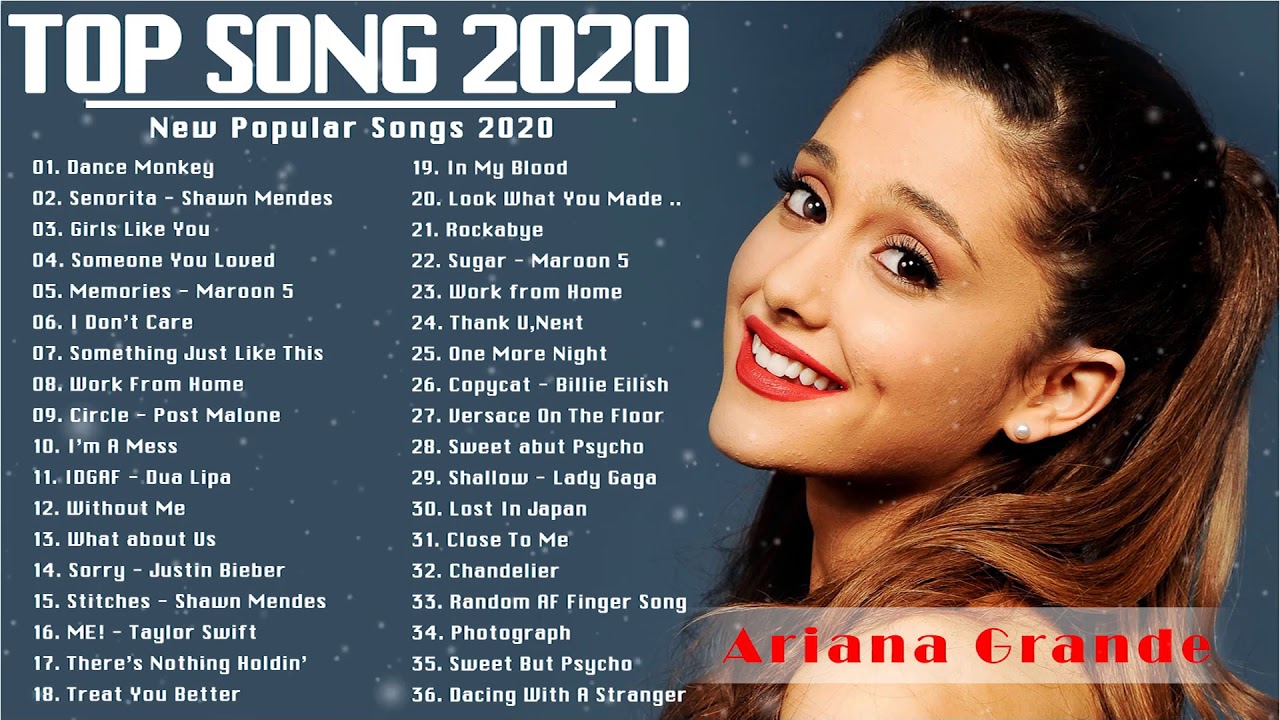 TOP SONG 2020
New Popular Songs 2020
01. Dance Monkey
02. Senorita - Shawn Mendes
03. Girls Like You
04. Someone You Loved
05. Memories - Maroon 5
06. I Don't Care
07. Something Just Like This
08. Work From Home
09. Circle - Post Malone
10. I'm A Mess
11. IDGAF - Dua Lipa
12. Without Me
13. What about Us
14. Sorry - Justin Bieber
15. Stitches - Shawn Mendes
16. ME! - Taylor Swift
17. There's Nothing Holdin'
18. Treat You Better
19. In My Blood
20. Look What You Made ..
21. Rockabye
22. Sugar - Maroon 5
23. Work from Home
24. Thank U,Next
25. One More Night
26. Copycat - Billie Eilish
27. Versace On The Floor
28. Sweet abut Psycho
29. Shallow - Lady Gaga
30. Lost In Japan
31. Close To Me
32. Chandelier
33. Random AF Finger Song
34. Photograph
35. Sweet But Psycho
36. Dacing With A Stranger
Ariana Grande